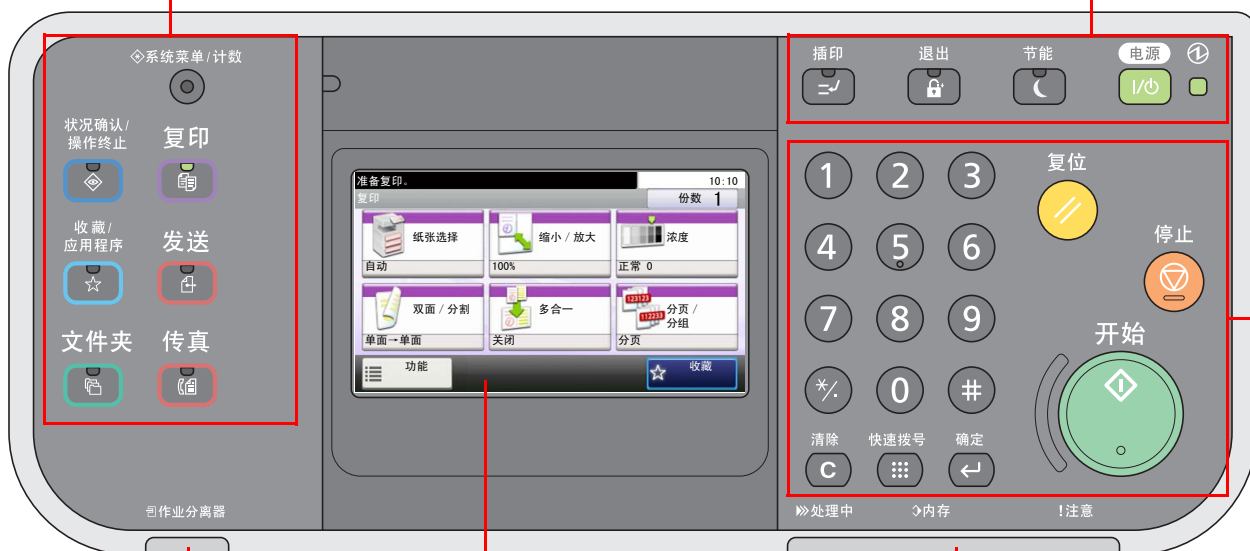 系统菜单/计数
状况确认/
操作终止
复印
收藏/
应用程序
发送
文件夹
传真
作业分离器
准备复印。 10:10
复印 份数 1
纸张选择
自动
缩小 / 放大
100%
浓度
正常 0
双面 / 分割
单面→单面
多合一
关闭
123123
112233
分页 /
分组
分页
功能
收藏
插印 退出 节能 电源
I/⏻
1 2 3
4 5 6
7 8 9
*/. 0 #
复位
停止
开始
清除 快速拨号 确定
C
处理中 内存 !注意